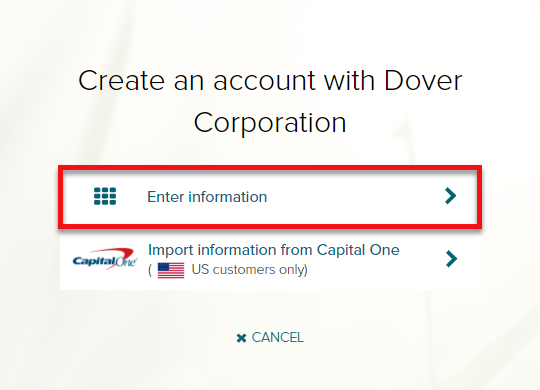 Create an account with Dover
Corporation
Enter information
Capital One
Import information from Capital One
( US customers only)
CANCEL